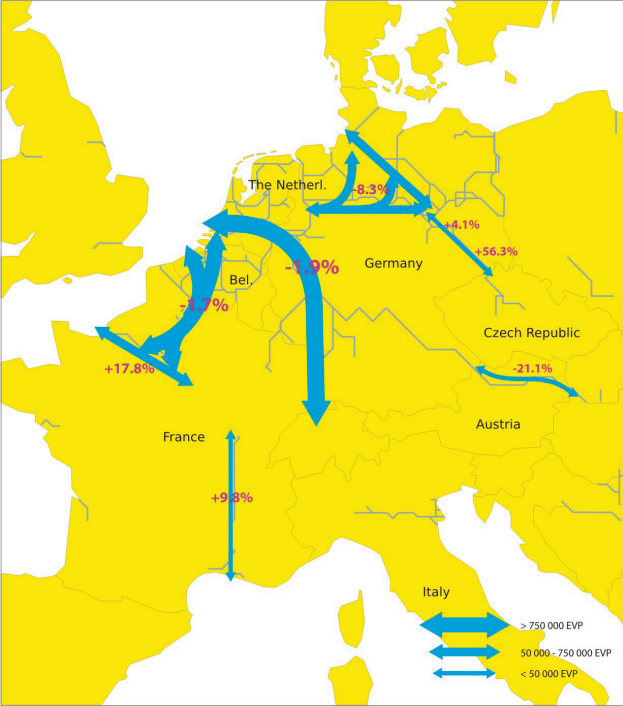 The Netherl.
-8.3%
+4.1%
+56.3%
-1.9%
Germany
Bel.
-1.7%
Czech Republic
+17.8%
-21.1%
Austria
France
+9.8%
Italy
> 750 000 EVP
50 000 - 750 000 EVP
< 50 000 EVP